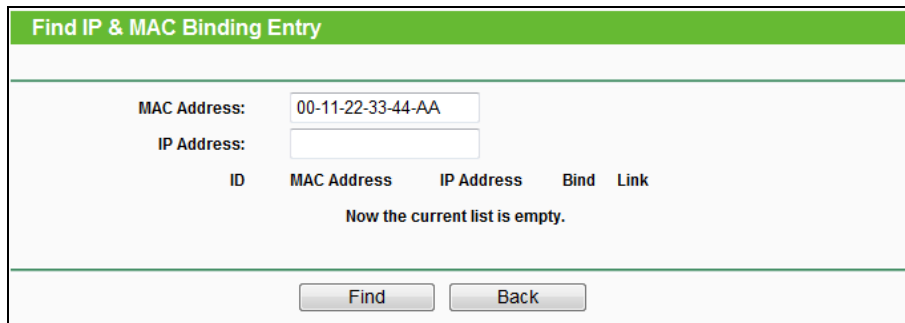 Find IP & MAC Binding Entry
MAC Address: 00-11-22-33-44-AA
IP Address:
ID MAC Address IP Address Bind Link
Now the current list is empty.
Find Back